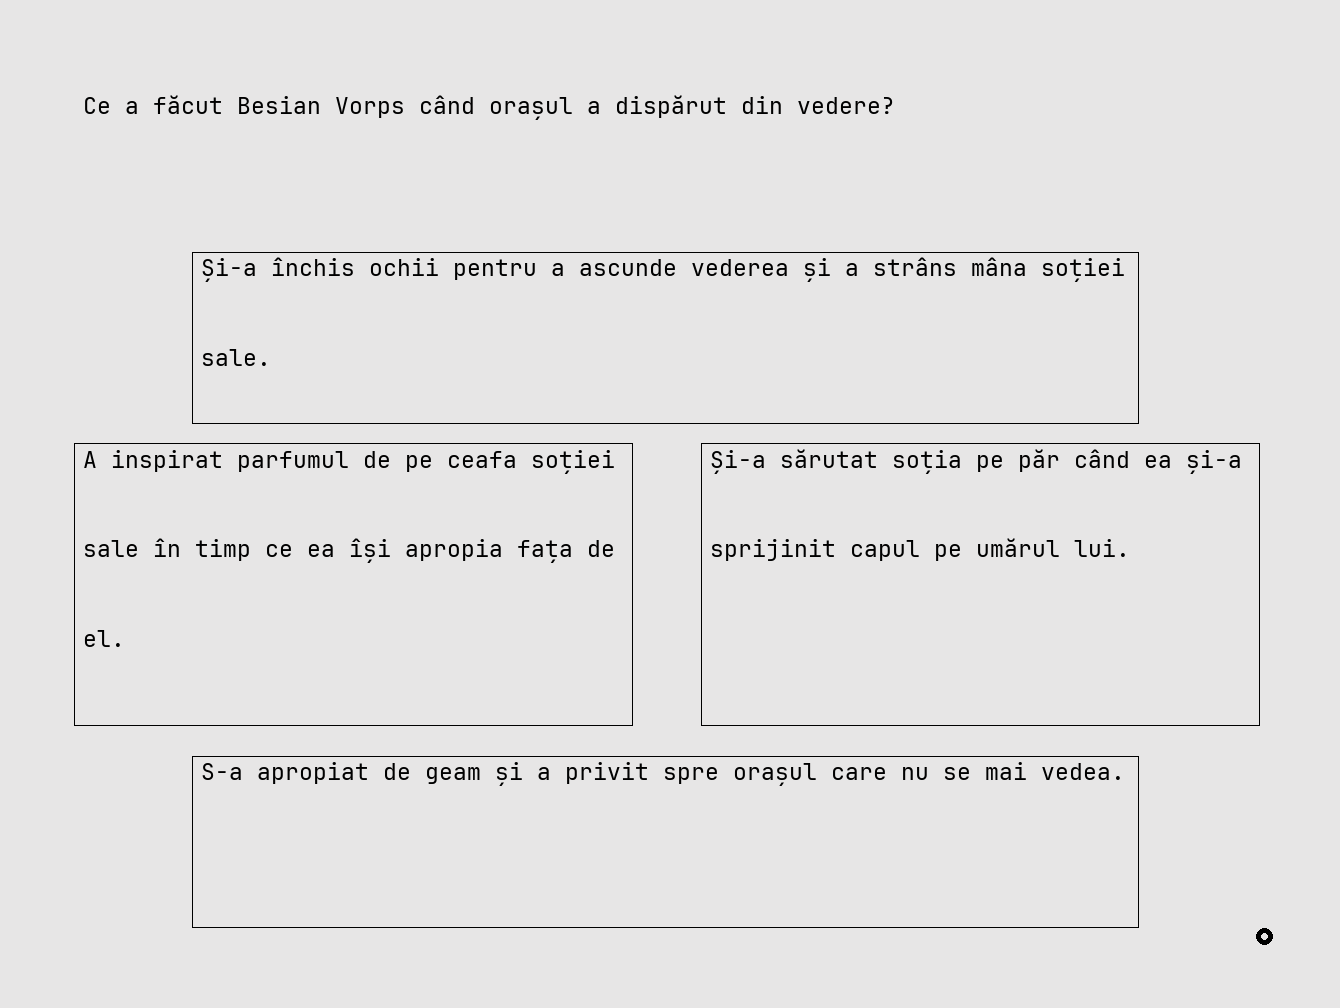 Ce a făcut Besian Vorps când orașul a dispărut din vedere?
Și-a închis ochii pentru a ascunde vederea și a strâns mâna soției
sale.
A inspirat parfumul de pe ceafa soției
sale în timp ce ea își apropia fața de
el.
Și-a sărutat soția pe păr când ea și-a
sprijinit capul pe umărul lui.
S-a apropiat de geam și a privit spre orașul care nu se mai vedea.